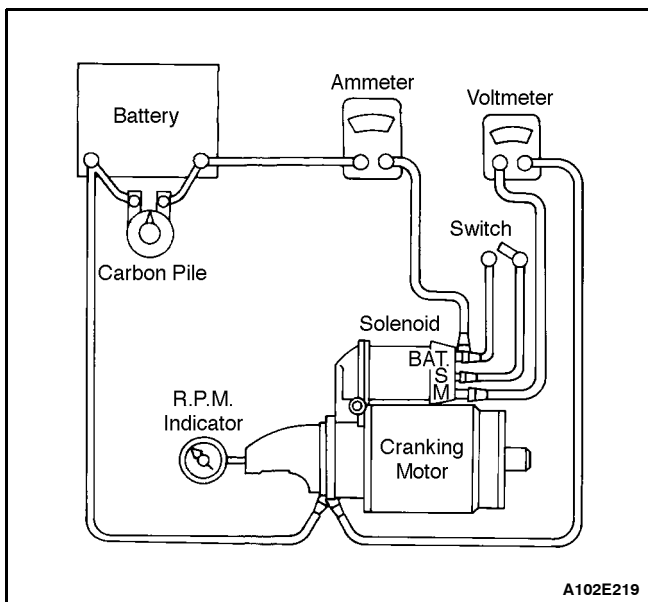 Ammeter
Voltmeter
Battery
Switch
Carbon Pile
Solenoid
BAT.
S
M
R.P.M.
Indicator
Cranking
Motor
A102E219